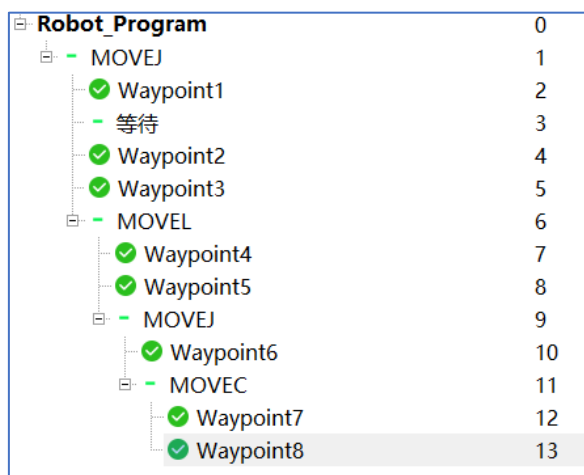 Robot_Program 0
MOVEJ 1
Waypoint1 2
等待 3
Waypoint2 4
Waypoint3 5
MOVEL 6
Waypoint4 7
Waypoint5 8
MOVEJ 9
Waypoint6 10
MOVEC 11
Waypoint7 12
Waypoint8 13